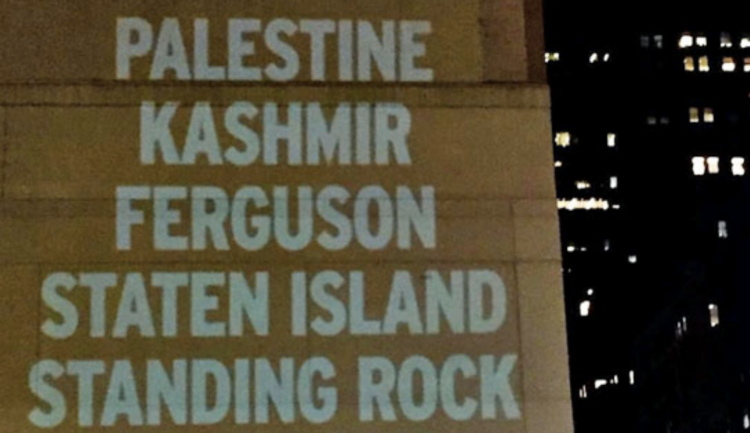 PALESTINE
KASHMIR
FERGUSON
STATEN ISLAND
STANDING ROCK